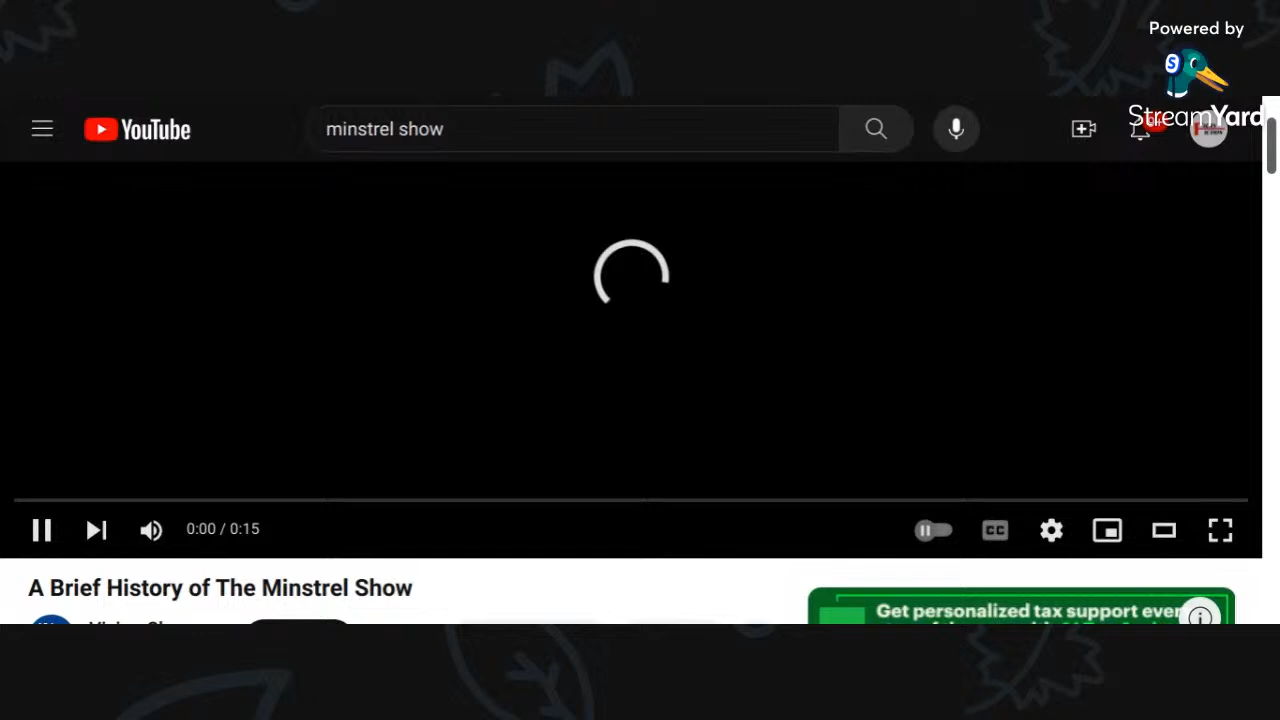 Powered by
StreamYard
YouTube
minstrel show
0:00 / 0:15
CC
A Brief History of The Minstrel Show
Get personalized tax support